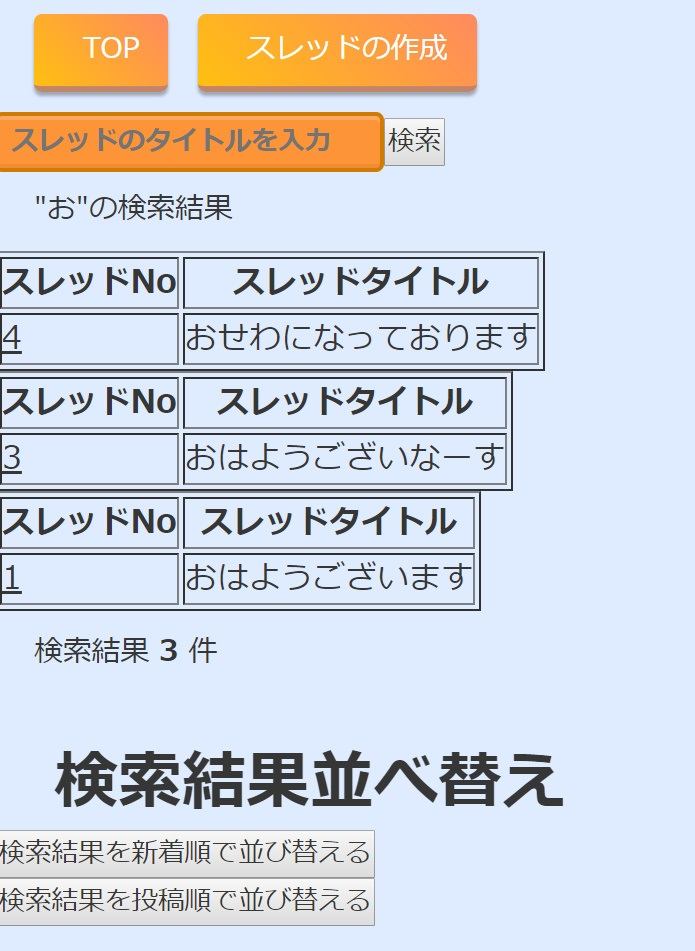 TOP スレッドの作成
スレッドのタイトルを入力 検索
"お"の検索結果
スレッドNo スレッドタイトル
4 おせわになっております
スレッドNo スレッドタイトル
3 おはようございなーす
スレッドNo スレッドタイトル
1 おはようございます
検索結果 3 件
検索結果並べ替え
検索結果を新着順で並び替える
検索結果を投稿順で並び替える